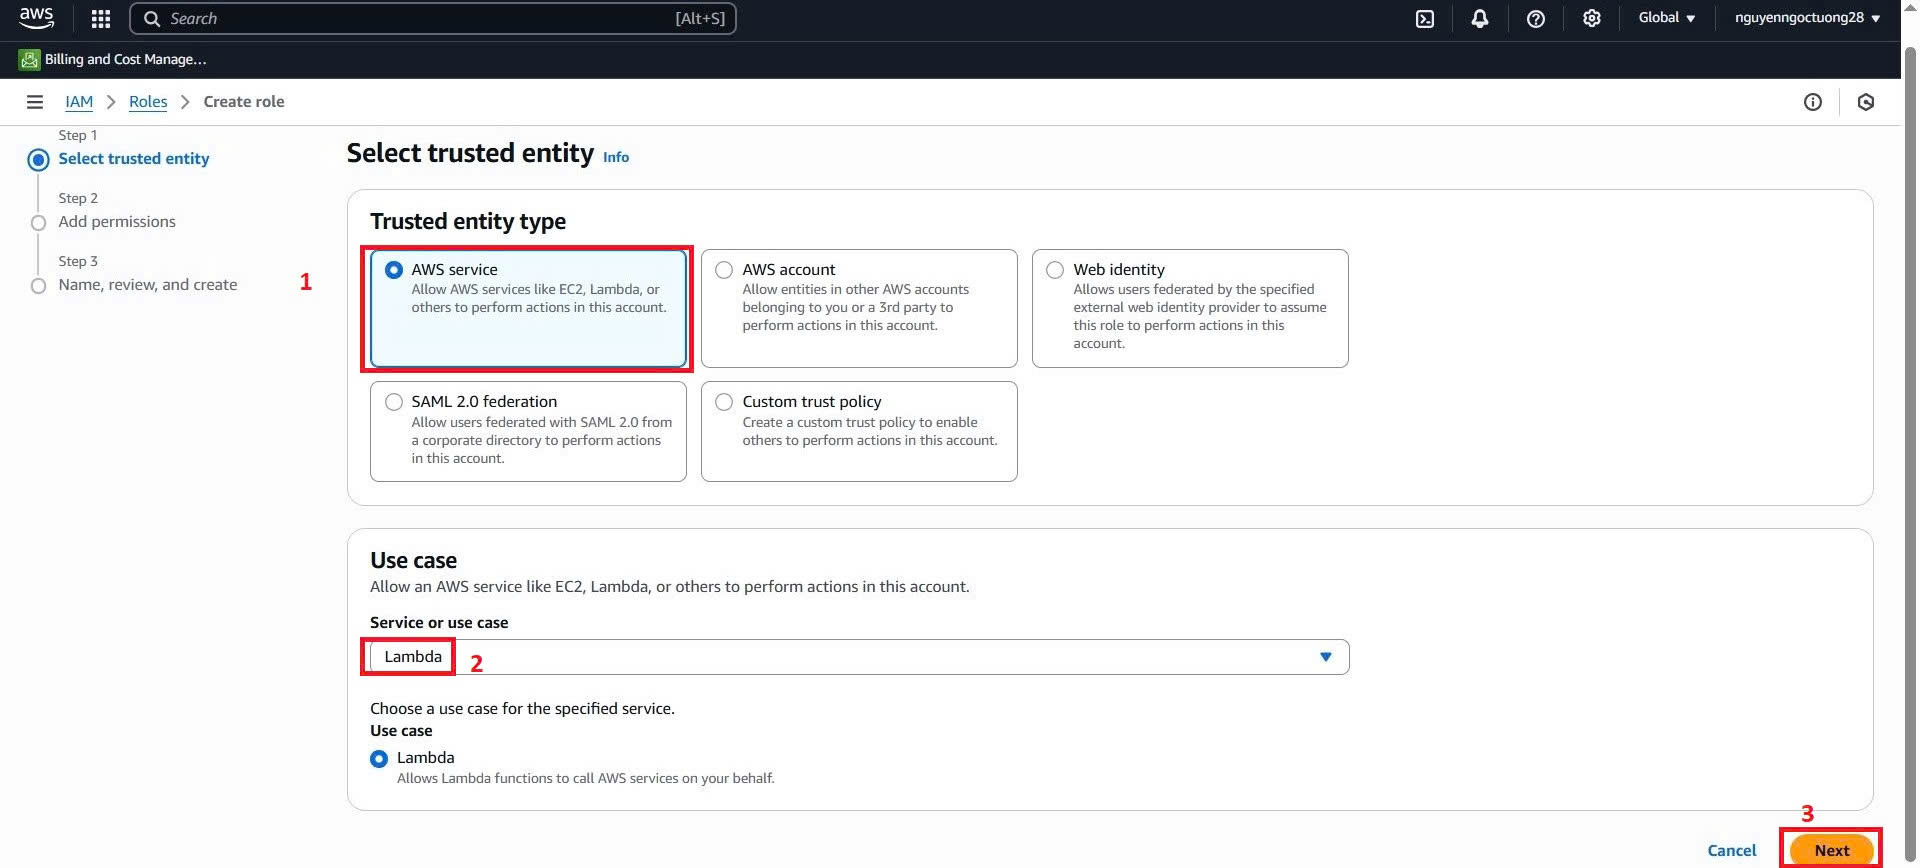 aws
Search [Alt+S]
Global
nguyenngoctuong28
Billing and Cost Manage...
IAM > Roles > Create role
Step 1
Select trusted entity
Step 2
Add permissions
Step 3
Name, review, and create
1
Select trusted entity Info
Trusted entity type
AWS service
Allow AWS services like EC2, Lambda, or
others to perform actions in this account.
AWS account
Allow entities in other AWS accounts
belonging to you or a 3rd party to
perform actions in this account.
Web identity
Allows users federated by the specified
external web identity provider to assume
this role to perform actions in this
account.
SAML 2.0 federation
Allow users federated with SAML 2.0 from
a corporate directory to perform actions
in this account.
Custom trust policy
Create a custom trust policy to enable
others to perform actions in this account.
Use case
Allow an AWS service like EC2, Lambda, or others to perform actions in this account.
Service or use case
Lambda
2
Choose a use case for the specified service.
Use case
Lambda
Allows Lambda functions to call AWS services on your behalf.
3
Cancel
Next